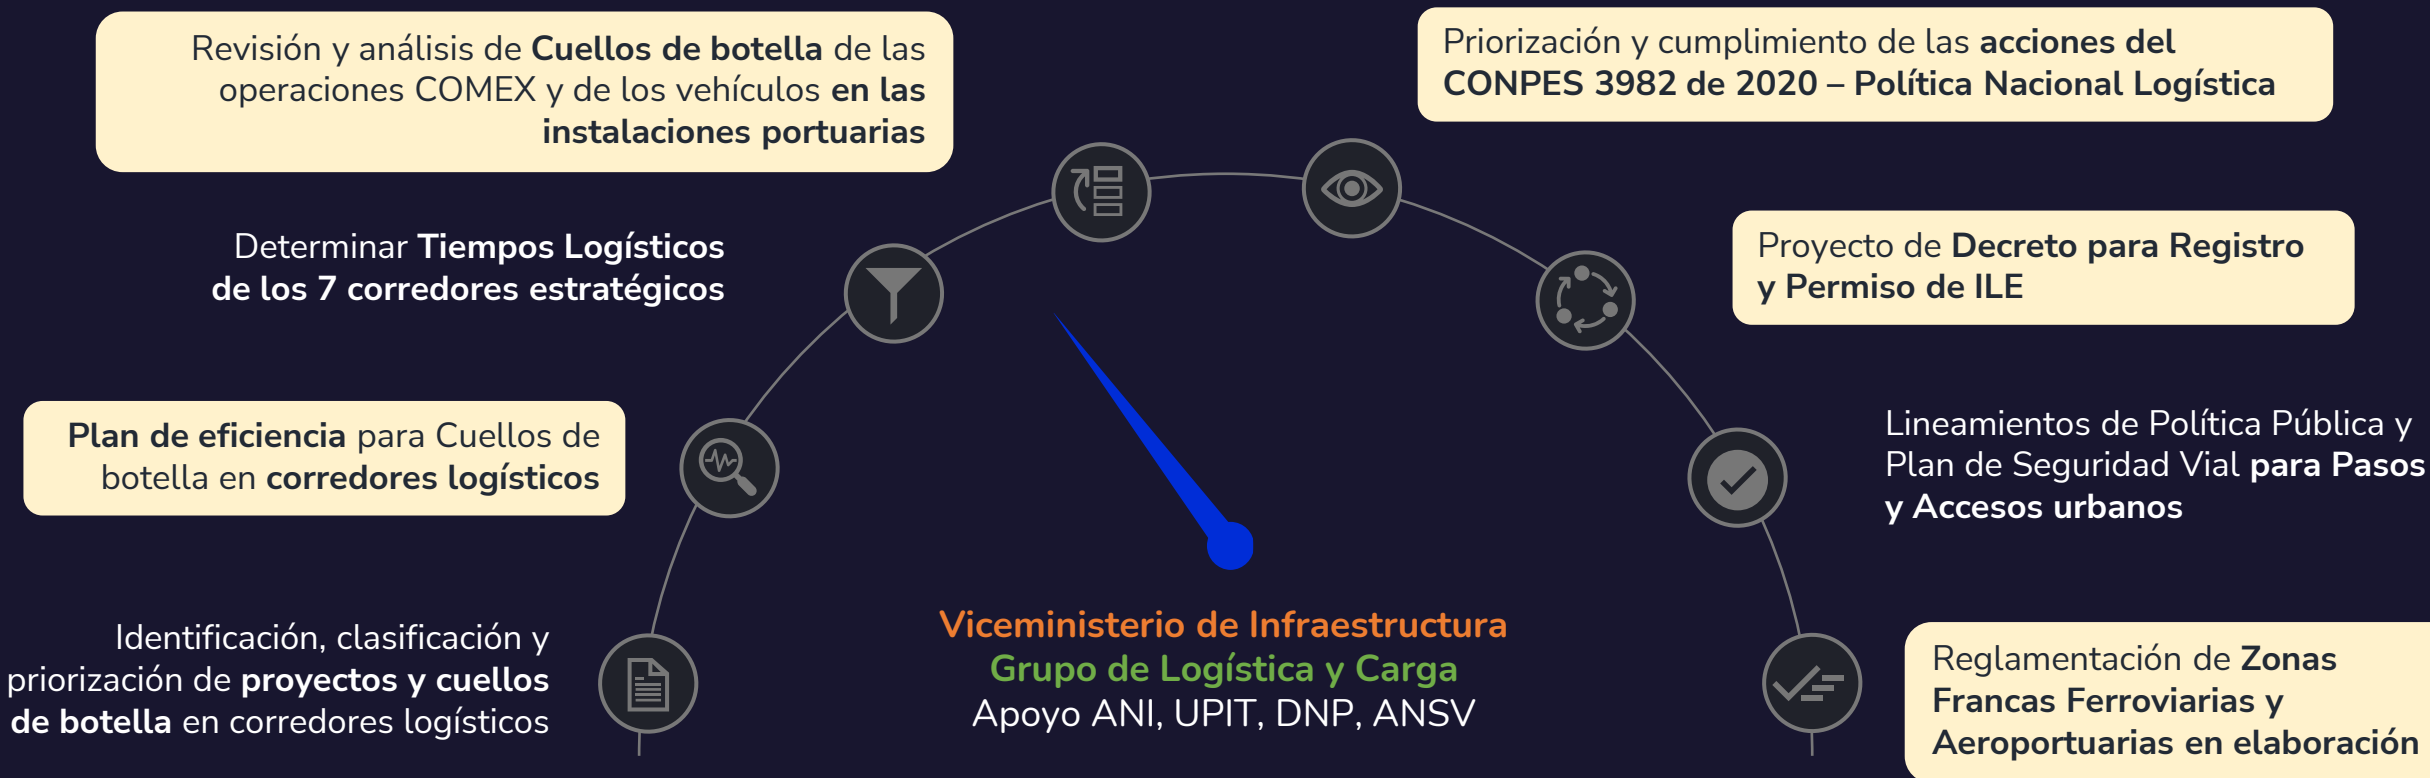 Revisión y análisis de Cuellos de botella de las
operaciones COMEX y de los vehículos en las
instalaciones portuarias
Priorización y cumplimiento de las acciones del
CONPES 3982 de 2020 – Política Nacional Logística
Determinar Tiempos Logísticos
de los 7 corredores estratégicos
Proyecto de Decreto para Registro
y Permiso de ILE
Plan de eficiencia para Cuellos de
botella en corredores logísticos
Lineamientos de Política Pública y
Plan de Seguridad Vial para Pasos
y Accesos urbanos
Identificación, clasificación y
priorización de proyectos y cuellos
de botella en corredores logísticos
Viceministerio de Infraestructura
Grupo de Logística y Carga
Apoyo ANI, UPIT, DNP, ANSV
Reglamentación de Zonas
Francas Ferroviarias y
Aeroportuarias en elaboración